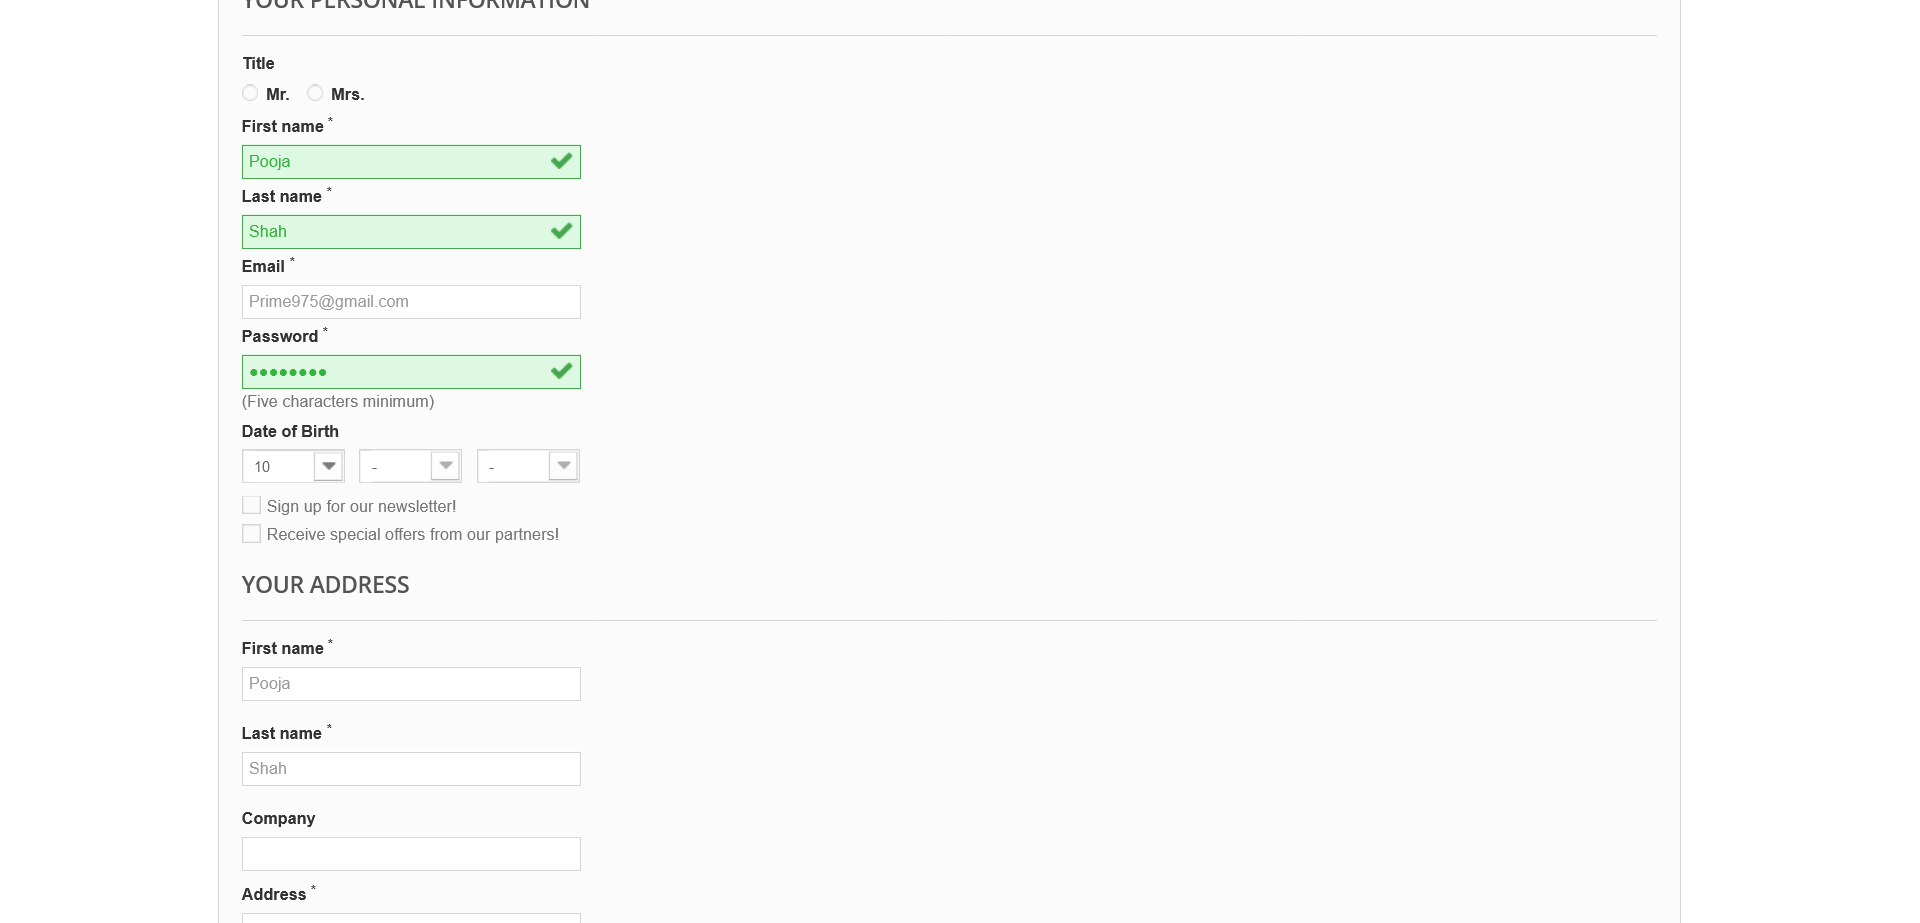 YOUR PERSONAL INFORMATION
Title
Mr. Mrs.
First name *
Pooja
Last name *
Shah
Email *
Prime975@gmail.com
Password *
••••••••
(Five characters minimum)
Date of Birth
10 - -
Sign up for our newsletter!
Receive special offers from our partners!
YOUR ADDRESS
First name *
Pooja
Last name *
Shah
Company
Address *